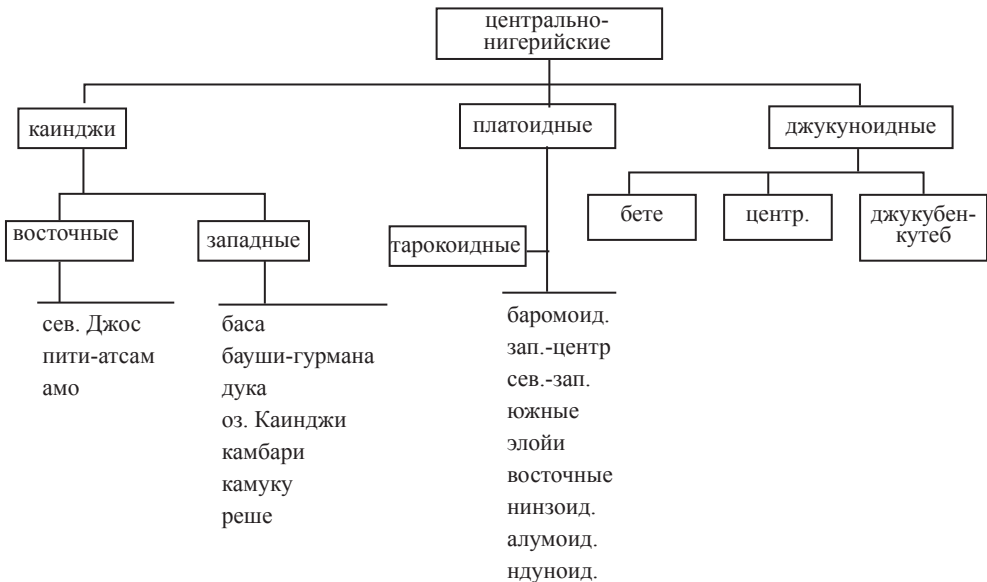 центрально-
нигерийские
каинджи
платоидные
джукуноидные
восточные
западные
тарокоидные
бете
центр.
джукубен-
кутеб
сев. Джос
пити-атсам
амо
баса
бауши-гурмана
дука
оз. Каинджи
камбари
камуку
реше
баромоид.
зап.-центр
сев.-зап.
южные
элойи
восточные
нинзоид.
алумоид.
ндуноид.